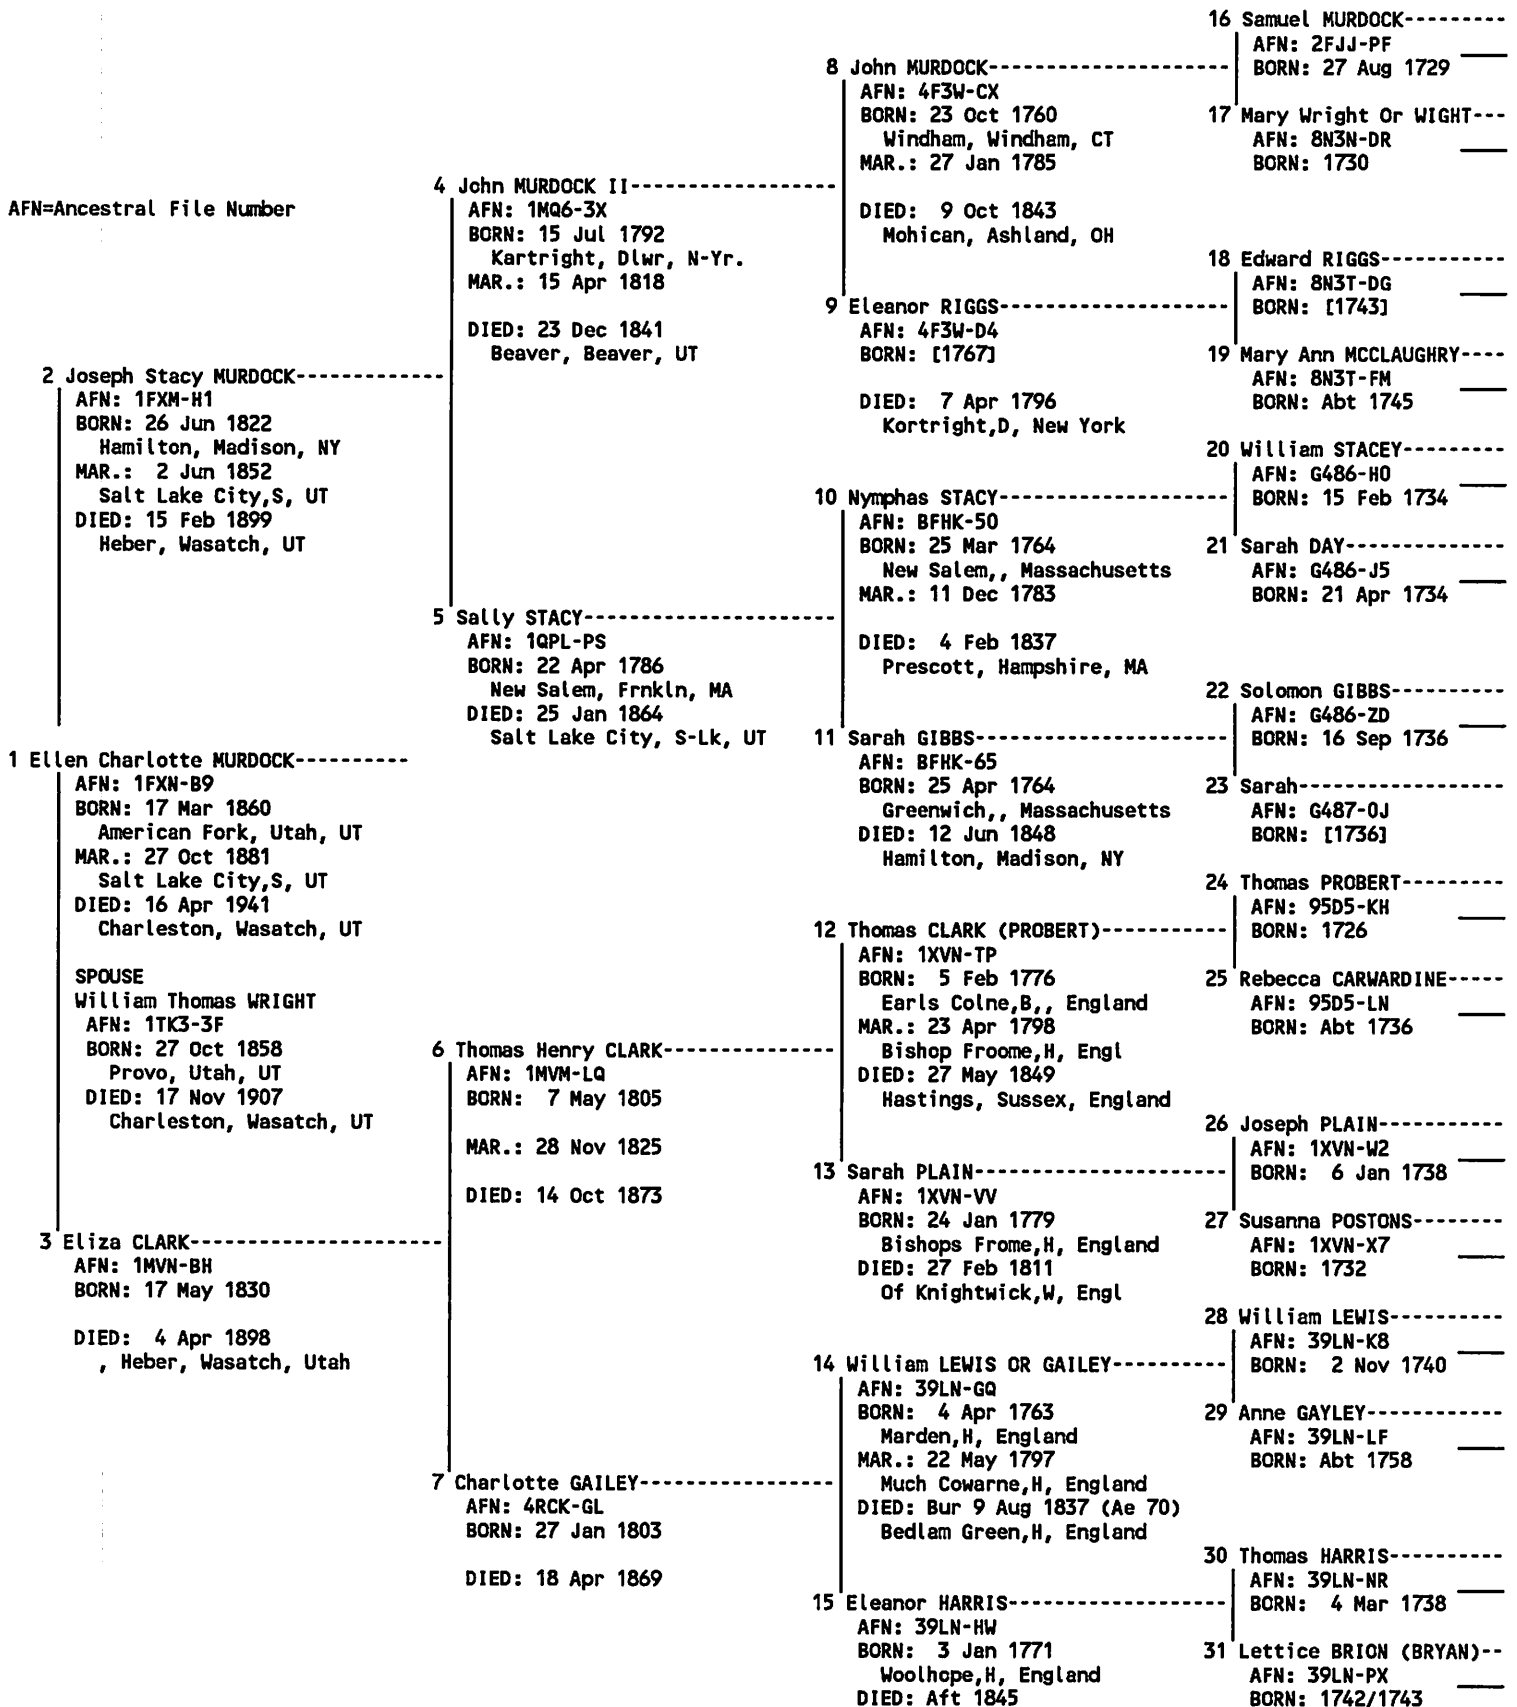 AFN=Ancestral File Number
1 Ellen Charlotte MURDOCK----------
AFN: 1FXN-B9
BORN: 17 Mar 1860
American Fork, Utah, UT
MAR.: 27 Oct 1881
Salt Lake City,S, UT
DIED: 16 Apr 1941
Charleston, Wasatch, UT
SPOUSE
William Thomas WRIGHT
AFN: 1TK3-3F
BORN: 27 Oct 1858
Provo, Utah, UT
DIED: 17 Nov 1907
Charleston, Wasatch, UT
2 Joseph Stacy MURDOCK-------------
AFN: 1FXM-H1
BORN: 26 Jun 1822
Hamilton, Madison, NY
MAR.: 2 Jun 1852
Salt Lake City,S, UT
DIED: 15 Feb 1899
Heber, Wasatch, UT
3 Eliza CLARK----------------------
AFN: 1MVN-BH
BORN: 17 May 1830
DIED: 4 Apr 1898
, Heber, Wasatch, Utah
4 John MURDOCK II------------------
AFN: 1MQ6-3X
BORN: 15 Jul 1792
Kartright, Dlwr, N-Yr.
MAR.: 15 Apr 1818
DIED: 23 Dec 1841
Beaver, Beaver, UT
5 Sally STACY----------------------
AFN: 1QPL-PS
BORN: 22 Apr 1786
New Salem, Frnkln, MA
DIED: 25 Jan 1864
Salt Lake City, S-Lk, UT
6 Thomas Henry CLARK---------------
AFN: 1MVM-LQ
BORN: 7 May 1805
MAR.: 28 Nov 1825
DIED: 14 Oct 1873
7 Charlotte GAILEY-----------------
AFN: 4RCK-GL
BORN: 27 Jan 1803
DIED: 18 Apr 1869
8 John MURDOCK---------------------
AFN: 4F3W-CX
BORN: 23 Oct 1760
Windham, Windham, CT
MAR.: 27 Jan 1785
DIED: 9 Oct 1843
Mohican, Ashland, OH
9 Eleanor RIGGS--------------------
AFN: 4F3W-D4
BORN: [1767]
DIED: 7 Apr 1796
Kortright,D, New York
10 Nymphas STACY--------------------
AFN: BFHK-50
BORN: 25 Mar 1764
New Salem,, Massachusetts
MAR.: 11 Dec 1783
DIED: 4 Feb 1837
Prescott, Hampshire, MA
11 Sarah GIBBS----------------------
AFN: BFHK-65
BORN: 25 Apr 1764
Greenwich,, Massachusetts
DIED: 12 Jun 1848
Hamilton, Madison, NY
12 Thomas CLARK (PROBERT)-----------
AFN: 1XVN-TP
BORN: 5 Feb 1776
Earls Colne,B,, England
MAR.: 23 Apr 1798
Bishop Froome,H, Engl
DIED: 27 May 1849
Hastings, Sussex, England
13 Sarah PLAIN----------------------
AFN: 1XVN-VV
BORN: 24 Jan 1779
Bishops Frome,H, England
DIED: 27 Feb 1811
Of Knightwick,W, Engl
14 William LEWIS OR GAILEY----------
AFN: 39LN-GQ
BORN: 4 Apr 1763
Marden,H, England
MAR.: 22 May 1797
Much Cowarne,H, England
DIED: Bur 9 Aug 1837 (Ae 70)
Bedlam Green,H, England
15 Eleanor HARRIS-------------------
AFN: 39LN-HW
BORN: 3 Jan 1771
Woolhope,H, England
DIED: Aft 1845
16 Samuel MURDOCK---------
AFN: 2FJJ-PF
BORN: 27 Aug 1729
17 Mary Wright Or WIGHT---
AFN: 8N3N-DR
BORN: 1730
18 Edward RIGGS-----------
AFN: 8N3T-DG
BORN: [1743]
19 Mary Ann MCCLAUGHRY----
AFN: 8N3T-FM
BORN: Abt 1745
20 William STACEY---------
AFN: G486-H0
BORN: 15 Feb 1734
21 Sarah DAY--------------
AFN: G486-J5
BORN: 21 Apr 1734
22 Solomon GIBBS----------
AFN: G486-ZD
BORN: 16 Sep 1736
23 Sarah------------------
AFN: G487-0J
BORN: [1736]
24 Thomas PROBERT---------
AFN: 95D5-KH
BORN: 1726
25 Rebecca CARWARDINE-----
AFN: 95D5-LN
BORN: Abt 1736
26 Joseph PLAIN-----------
AFN: 1XVN-W2
BORN: 6 Jan 1738
27 Susanna POSTONS--------
AFN: 1XVN-X7
BORN: 1732
28 William LEWIS----------
AFN: 39LN-K8
BORN: 2 Nov 1740
29 Anne GAYLEY------------
AFN: 39LN-LF
BORN: Abt 1758
30 Thomas HARRIS----------
AFN: 39LN-NR
BORN: 4 Mar 1738
31 Lettice BRION (BRYAN)--
AFN: 39LN-PX
BORN: 1742/1743